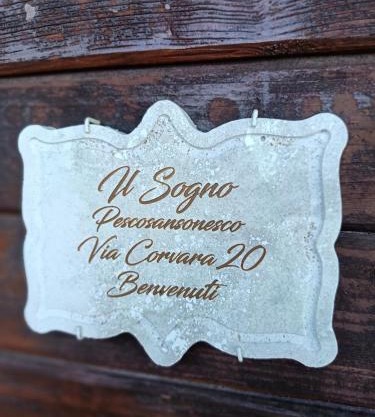 Il Sogno
Pescosansonesco
Via Corvara 20
Benvenuti